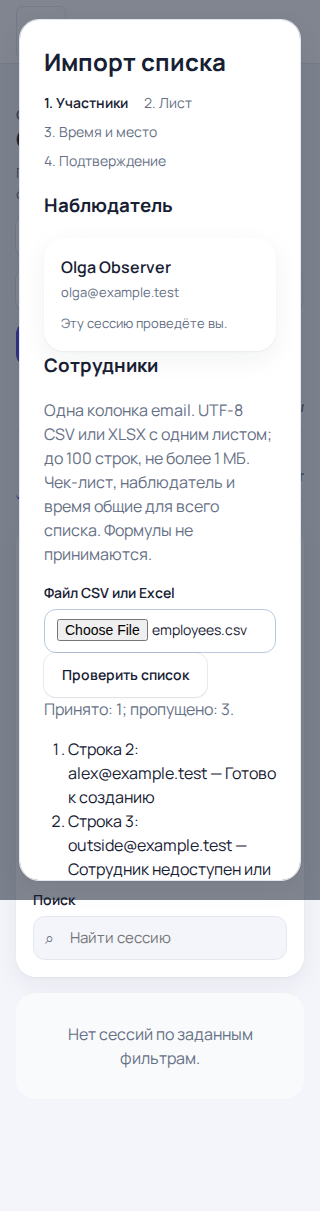 Импорт списка
1. Участники 2. Лист
3. Время и место
4. Подтверждение
Наблюдатель
Olga Observer
olga@example.test
Эту сессию проведёте вы.
Сотрудники
Одна колонка email. UTF-8
CSV или XLSX с одним листом;
до 100 строк, не более 1 МБ.
Чек-лист, наблюдатель и
время общие для всего
списка. Формулы не
принимаются.
Файл CSV или Excel
Choose File employees.csv
Проверить список
Принято: 1; пропущено: 3.
1. Строка 2:
alex@example.test — Готово
к созданию
2. Строка 3:
outside@example.test —
Сотрудник недоступен или
Поиск
Найти сессию
Нет сессий по заданным
фильтрам.